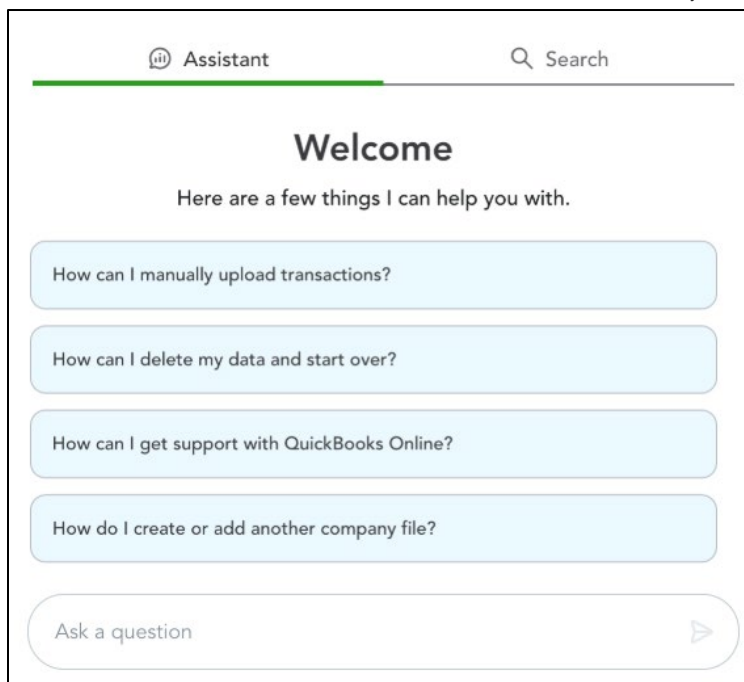 Assistant
Search
Welcome
Here are a few things I can help you with.
How can I manually upload transactions?
How can I delete my data and start over?
How can I get support with QuickBooks Online?
How do I create or add another company file?
Ask a question